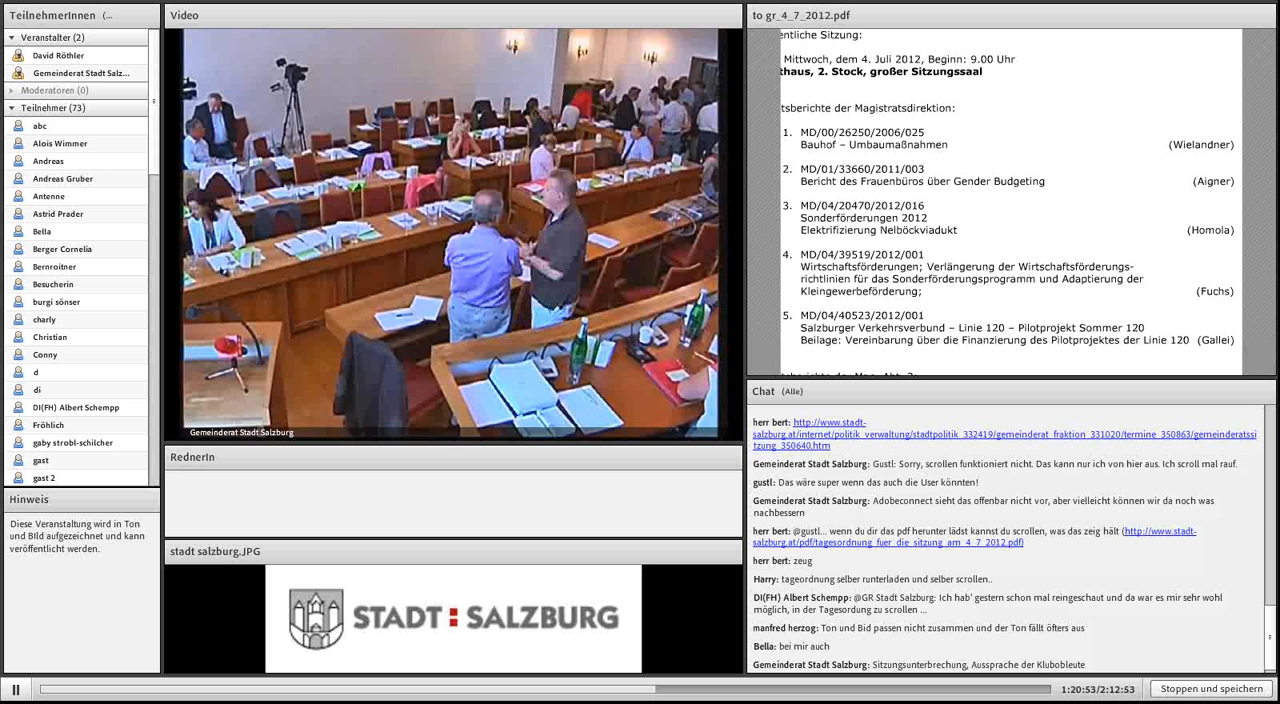 TeilnehmerInnen (...
Veranstalter (2)
David Röthler
Gemeinderat Stadt Salz...
Moderatoren (0)
Teilnehmer (73)
abc
Alois Wimmer
Andreas
Andreas Gruber
Antenne
Astrid Prader
Bella
Berger Cornelia
Bernroitner
Besucherin
burgi sönser
charly
Christian
Conny
d
di
DI(FH) Albert Schempp
Fröhlich
gaby strobl-schilcher
gast
gast 2
Hinweis
Diese Veranstaltung wird in Ton
und BIld aufgezeichnet und kann
veröffentlicht werden.
Video
Gemeinderat Stadt Salzburg
RednerIn
stadt salzburg.JPG
STADT : SALZBURG
to gr_4_7_2012.pdf
entliche Sitzung:
Mittwoch, dem 4. Juli 2012, Beginn: 9.00 Uhr
thaus, 2. Stock, großer Sitzungssaal
tsberichte der Magistratsdirektion:
1. MD/00/26250/2006/025
Bauhof – Umbaumaßnahmen (Wielandner)
2. MD/01/33660/2011/003
Bericht des Frauenbüros über Gender Budgeting (Aigner)
3. MD/04/20470/2012/016
Sonderförderungen 2012
Elektrifizierung Nelböckviadukt (Homola)
4. MD/04/39519/2012/001
Wirtschaftsförderungen; Verlängerung der Wirtschaftsförderungs-
richtlinien für das Sonderförderungsprogramm und Adaptierung der
Kleingewerbeförderung; (Fuchs)
5. MD/04/40523/2012/001
Salzburger Verkehrsverbund – Linie 120 – Pilotprojekt Sommer 120
Beilage: Vereinbarung über die Finanzierung des Pilotprojektes der Linie 120 (Gallei)
Chat (Alle)
herr bert: http://www.stadt-
salzburg.at/internet/politik_verwaltung/stadtpolitik_332419/gemeinderat_fraktion_331020/termine_350863/gemeinderatssi
tzung_350640.htm
Gemeinderat Stadt Salzburg: Gustl: Sorry, scrollen funktioniert nicht. Das kann nur ich von hier aus. Ich scroll mal rauf.
gustl: Das wäre super wenn das auch die User könnten!
Gemeinderat Stadt Salzburg: Adobeconnect sieht das offenbar nicht vor, aber vielleicht können wir da noch was
nachbessern
herr bert: @gustl... wenn du dir das pdf herunter lädst kannst du scrollen, was das zeig hält (http://www.stadt-
salzburg.at/pdf/tagesordnung_fuer_die_sitzung_am_4_7_2012.pdf)
herr bert: zeug
Harry: tageordnung selber runterladen und selber scrollen..
DI(FH) Albert Schempp: @GR Stadt Salzburg: Ich hab' gestern schon mal reingeschaut und da war es mir sehr wohl
möglich, in der Tagesordung zu scrollen ...
manfred herzog: Ton und Bid passen nicht zusammen und der Ton fällt öfters aus
Bella: bei mir auch
Gemeinderat Stadt Salzburg: Sitzungsunterbrechung, Aussprache der Klubobleute
1:20:53/2:12:53
Stoppen und speichern